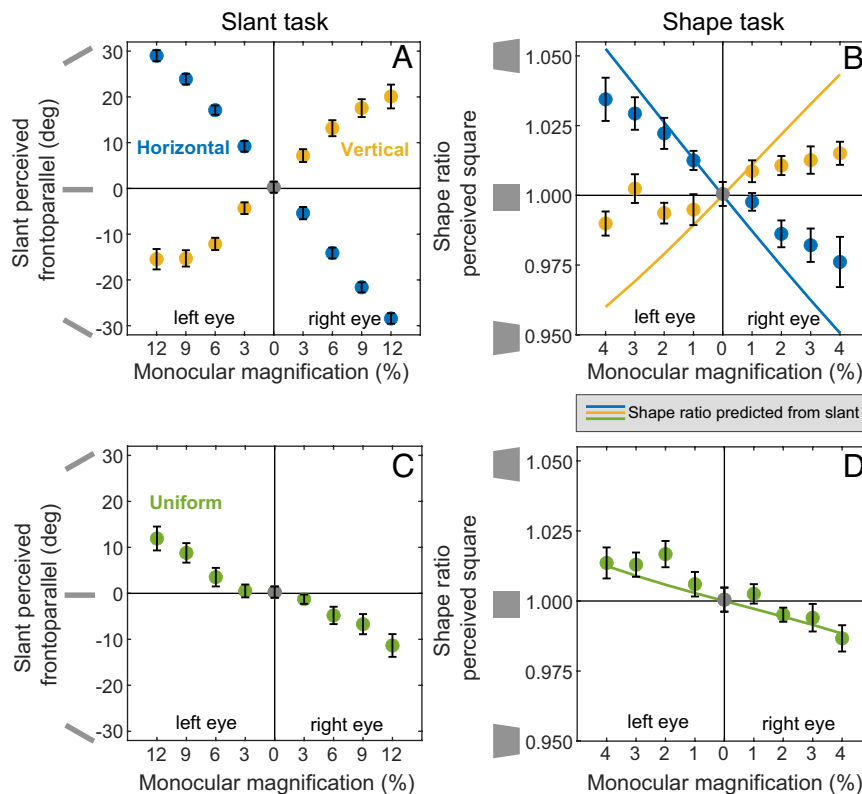 Slant task
Shape task
A
30
20
10
0
-10
-20
-30
Slant perceived
frontoparallel (deg)
Horizontal
Vertical
left eye
right eye
12 9 6 3 0 3 6 9 12
Monocular magnification (%)
B
1.050
1.025
1.000
0.975
0.950
Shape ratio
perceived square
left eye
right eye
4 3 2 1 0 1 2 3 4
Monocular magnification (%)
Shape ratio predicted from slant
C
30
20
10
0
-10
-20
-30
Slant perceived
frontoparallel (deg)
Uniform
left eye
right eye
12 9 6 3 0 3 6 9 12
Monocular magnification (%)
D
1.050
1.025
1.000
0.975
0.950
Shape ratio
perceived square
left eye
right eye
4 3 2 1 0 1 2 3 4
Monocular magnification (%)